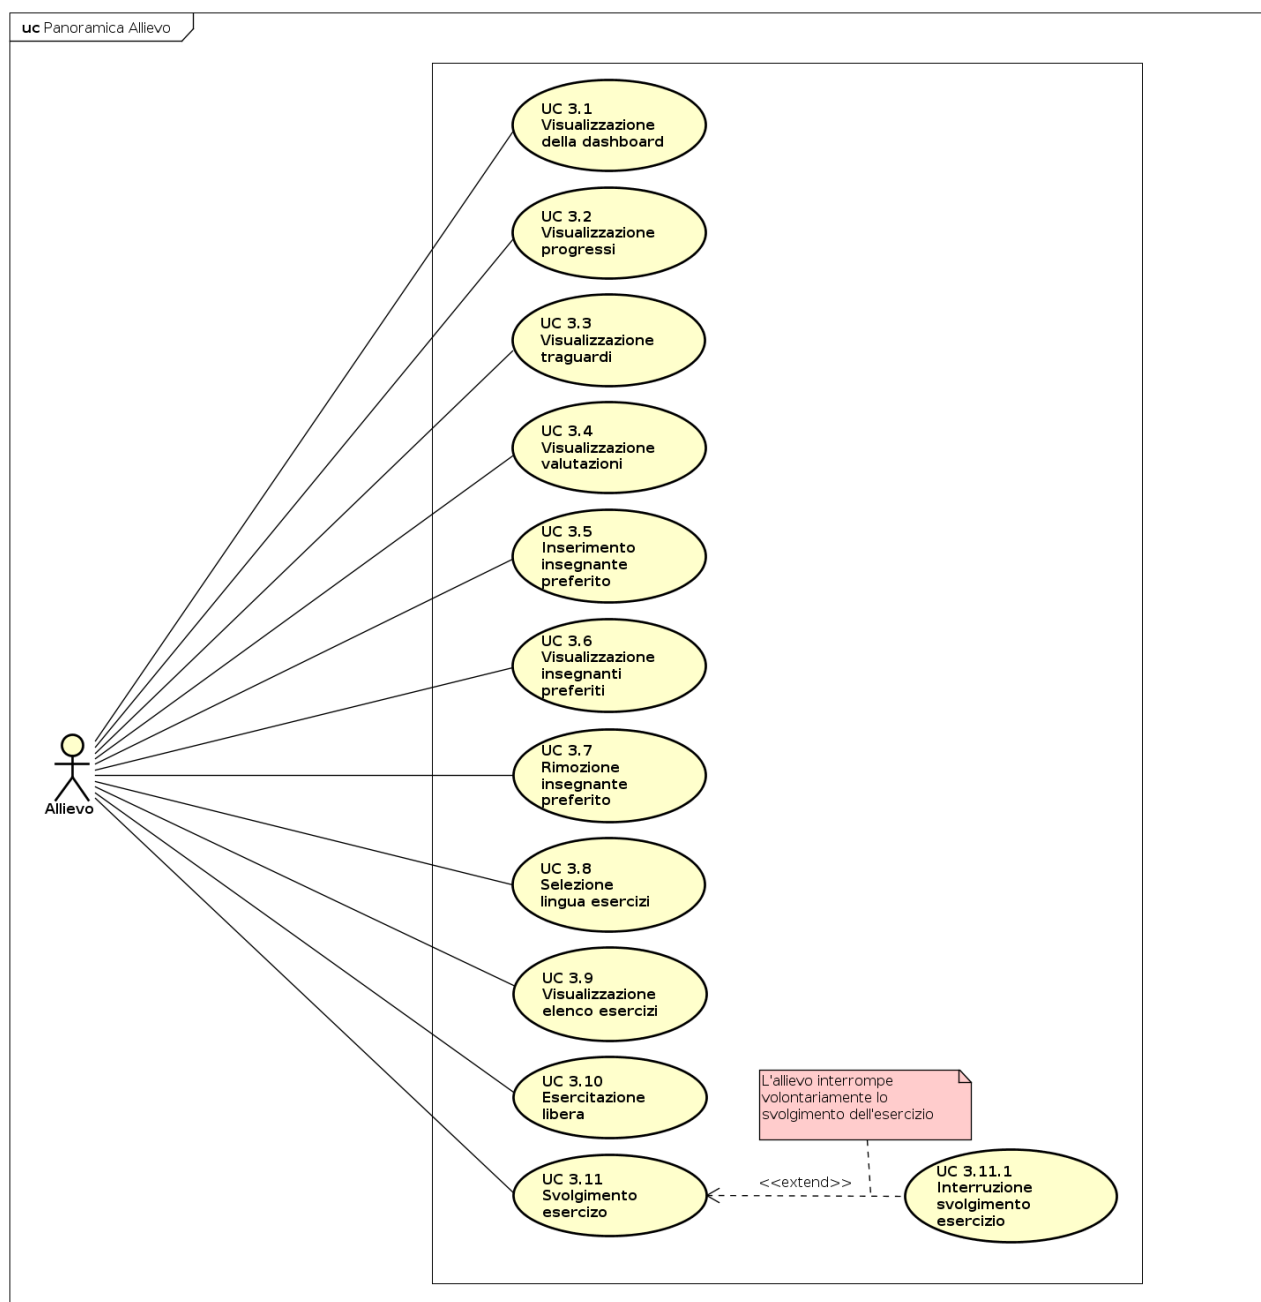 uc Panoramica Allievo
UC 3.1
Visualizzazione
della dashboard
UC 3.2
Visualizzazione
progressi
UC 3.3
Visualizzazione
traguardi
UC 3.4
Visualizzazione
valutazioni
UC 3.5
Inserimento
insegnante
preferito
UC 3.6
Visualizzazione
insegnanti
preferiti
UC 3.7
Rimozione
insegnante
preferito
Allievo
UC 3.8
Selezione
lingua esercizi
UC 3.9
Visualizzazione
elenco esercizi
UC 3.10
Esercitazione
libera
L'allievo interrompe
volontariamente lo
svolgimento dell'esercizio
UC 3.11
Svolgimento
esercizo
<<extend>>
UC 3.11.1
Interruzione
svolgimento
esercizio